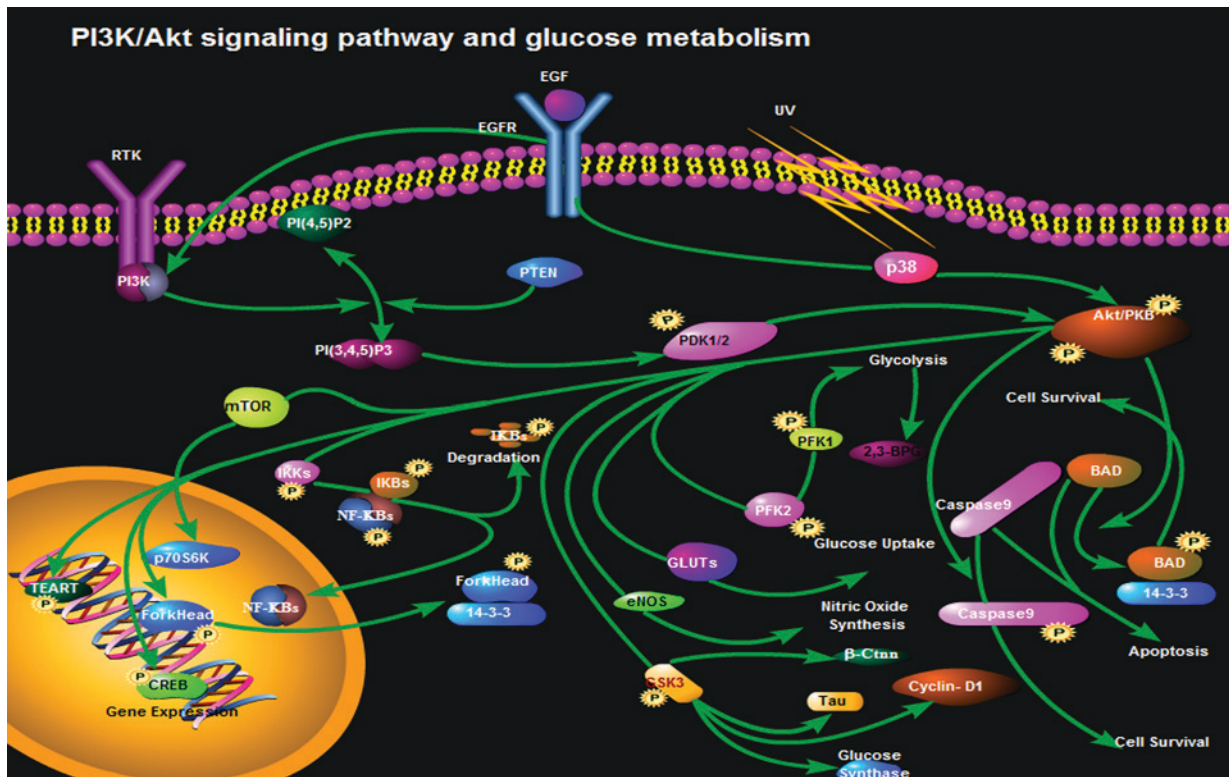 PI3K/Akt signaling pathway and glucose metabolism
EGF
UV
EGFR
RTK
PI(4,5)P2
PI3K
PTEN
p38
P
Akt/PKB
P
P
PDK1/2
PI(3,4,5)P3
Glycolysis
mTOR
Cell Survival
P
PFK1
IKBs
P
Degradation
2,3-BPG
IKKs
P
IKBs
P
BAD
NF-KBs
P
Caspase9
PFK2
P
Glucose Uptake
p70S6K
P
BAD
P
GLUTs
ForkHead
TEART
P
14-3-3
14-3-3
NF-KBs
ForkHead
P
eNOS
Nitric Oxide
Synthesis
Caspase9
P
β-Ctnn
Apoptosis
P
CREB
GSK3
P
Cyclin- D1
Gene Expression
Tau
Cell Survival
Glucose
Synthase